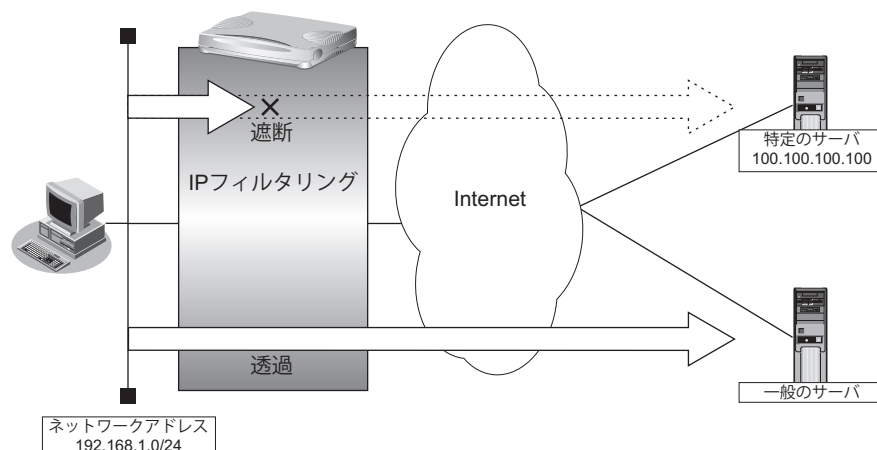 遮断
IPフィルタリング
Internet
特定のサーバ
100.100.100.100
透過
一般のサーバ
ネットワークアドレス
192.168.1.0/24